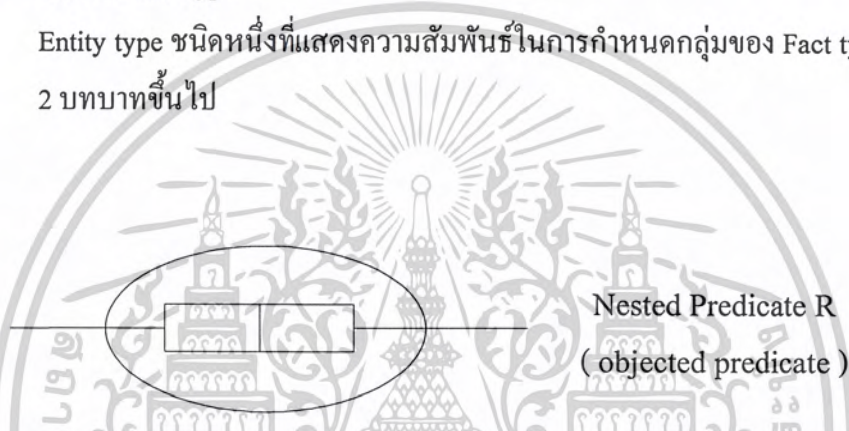 Entity type ชนิดหนึ่งที่แสดงความสัมพันธ์ในการกำหนดกลุ่มของ Fact
2 บทบาทขึ้นไป
Nested Predicate R
( objected predicate )